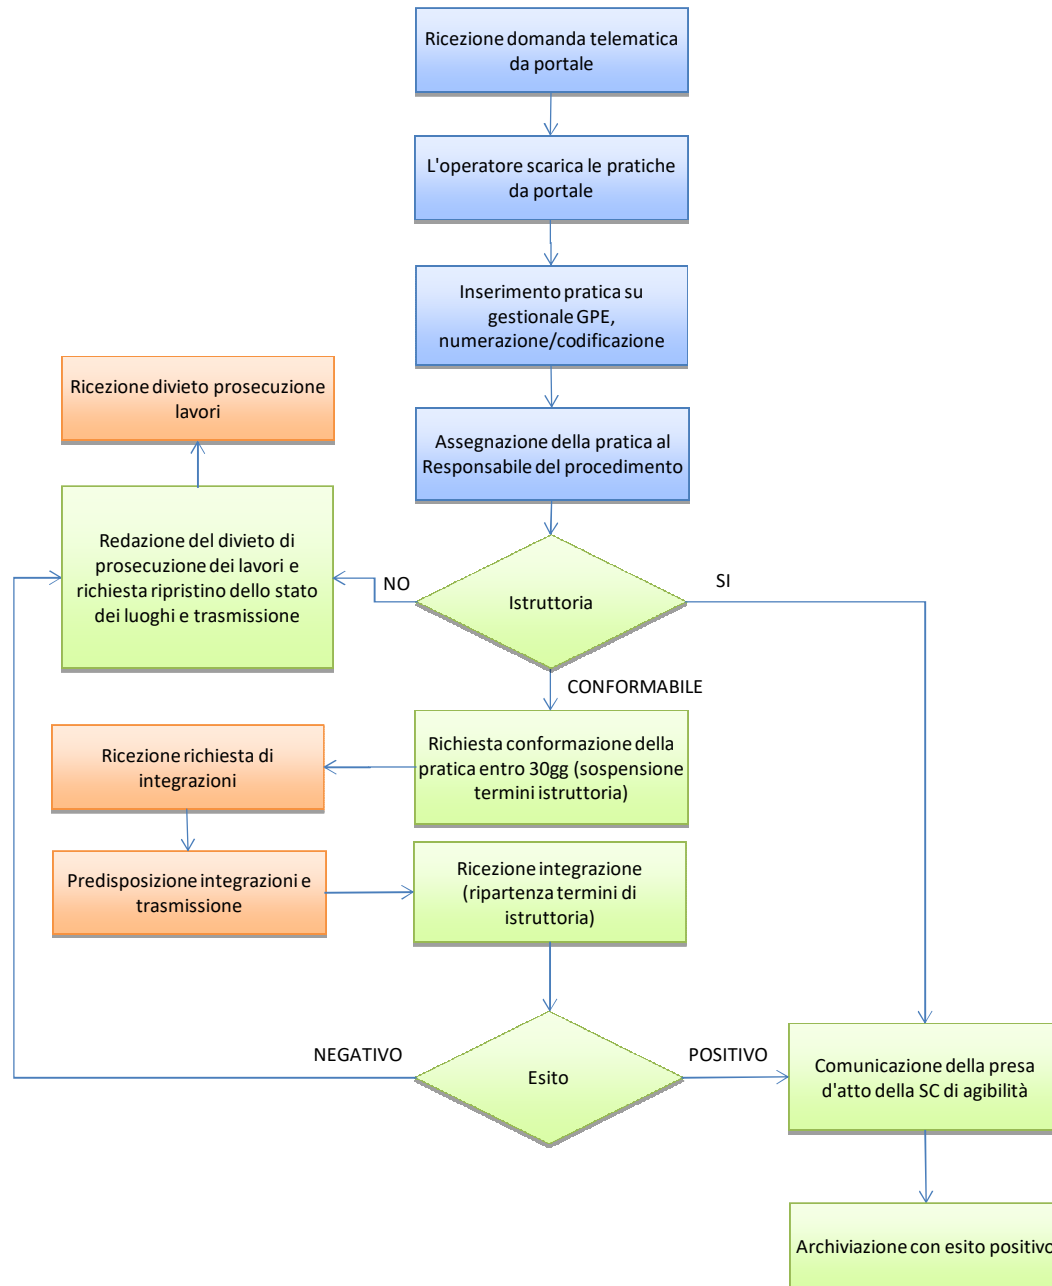 Ricezione domanda telematica
da portale
L'operatore scarica le pratiche
da portale
Inserimento pratica su
gestionale GPE,
numerazione/codificazione
Ricezione divieto prosecuzione
lavori
Assegnazione della pratica al
Responsabile del procedimento
Redazione del divieto di
prosecuzione dei lavori e
richiesta ripristino dello stato
dei luoghi e trasmissione
NO
Istruttoria
SI
CONFORMABILE
Richiesta conformazione della
pratica entro 30gg (sospensione
termini istruttoria)
Ricezione richiesta di
integrazioni
Predisposizione integrazioni e
trasmissione
Ricezione integrazione
(ripartenza termini di
istruttoria)
NEGATIVO
Esito
POSITIVO
Comunicazione della presa
d'atto della SC di agibilità
Archiviazione con esito positivo